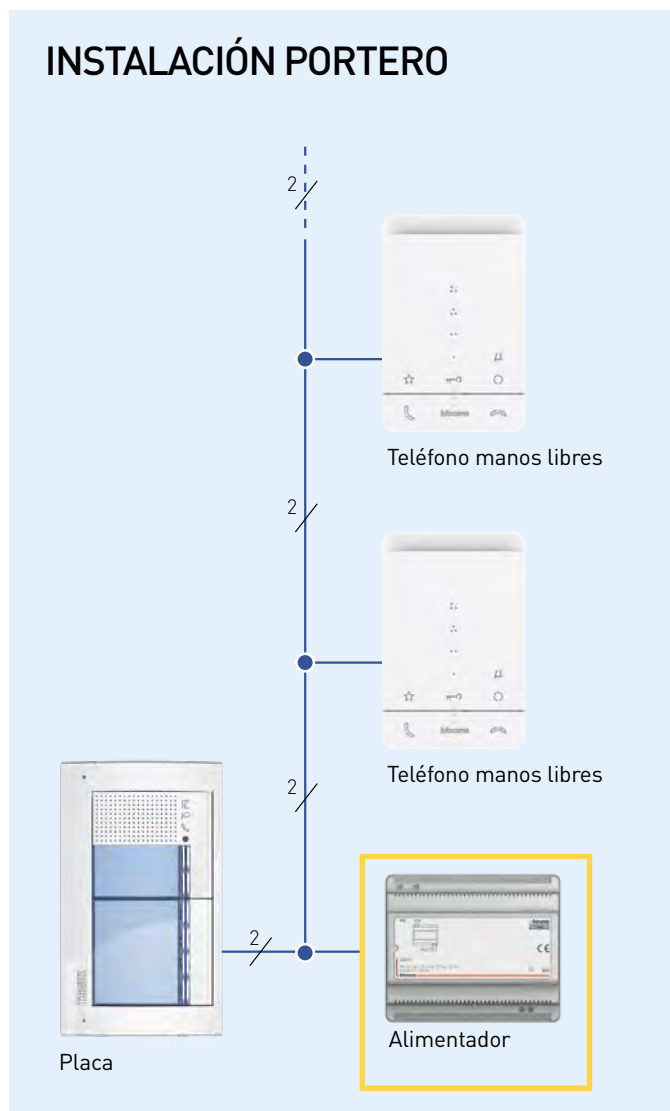 INSTALACIÓN PORTERO
2
Teléfono manos libres
2
Teléfono manos libres
2
2
Placa
Alimentador